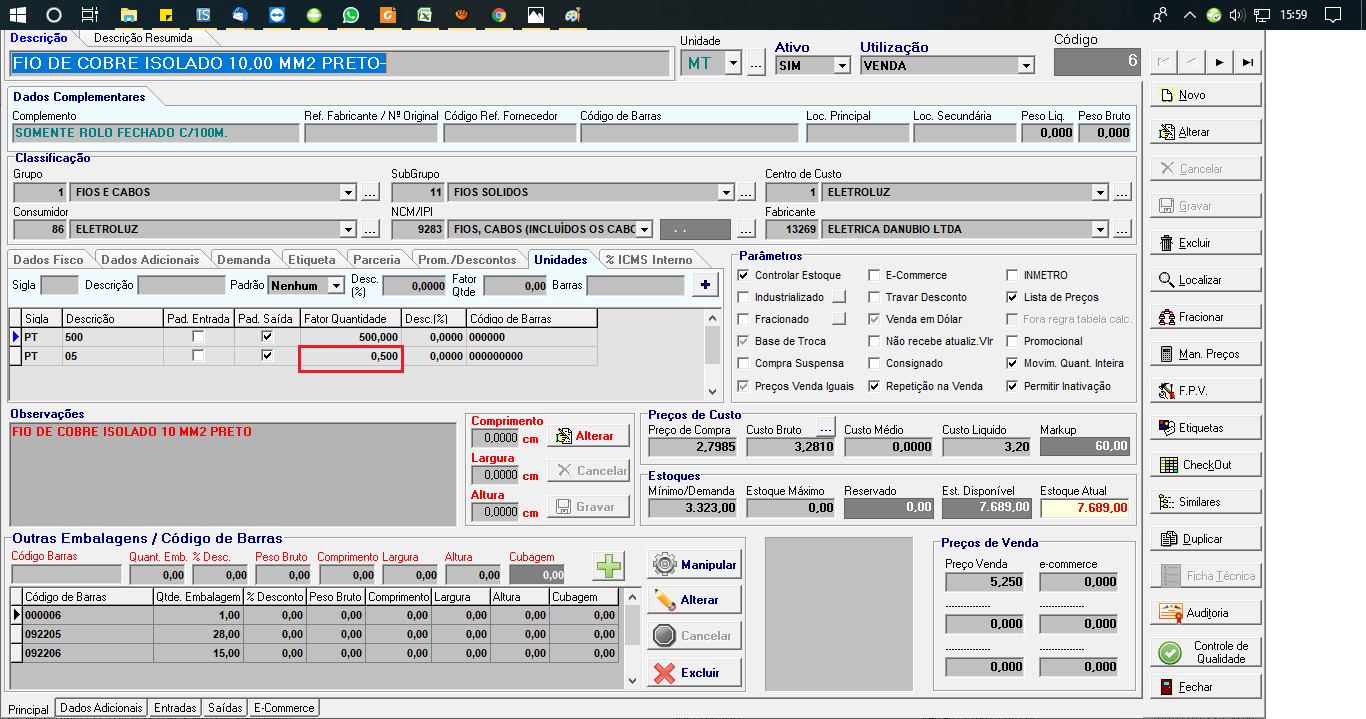 15:59
Descrição Descrição Resumida
Unidade Ativo Utilização Código
FIO DE COBRE ISOLADO 10,00 MM2 PRETO- MT ... SIM VENDA 6
Dados Complementares
Complemento Ref. Fabricante / Nº Original Código Ref. Fornecedor Código de Barras Loc. Principal Loc. Secundária Peso Liq. Peso Bruto
SOMENTE ROLO FECHADO C/100M. 0,000 0,000
Classificação
Grupo SubGrupo Centro de Custo
1 FIOS E CABOS ... 11 FIOS SOLIDOS ... 1 ELETROLUZ ...
Consumidor NCM/IPI Fabricante
86 ELETROLUZ ... 9283 FIOS, CABOS (INCLUÍDOS OS CABO . . ... 13269 ELETRICA DANUBIO LTDA ...
Dados Fisco Dados Adicionais Demanda Etiqueta Parceria Prom./Descontos Unidades % ICMS Interno
Sigla Descrição Padrão Nenhum Desc. (%) 0,0000 Fator Qtde 0,00 Barras +
Sigla Descrição Pad. Entrada Pad. Saída Fator Quantidade Desc.(%) Código de Barras
PT 500 500,000 0,0000 000000
PT 05 0,500 0,0000 000000000
Parâmetros
Controlar Estoque E-Commerce INMETRO
Industrializado Travar Desconto Lista de Preços
Fracionado Venda em Dólar Fora regra tabela calc.
Base de Troca Não recebe atualiz.Vlr Promocional
Compra Suspensa Consignado Movim. Quant. Inteira
Preços Venda Iguais Repetição na Venda Permitir Inativação
Observações
FIO DE COBRE ISOLADO 10 MM2 PRETO
Comprimento
0,0000 cm Alterar
Largura
0,0000 cm Cancelar
Altura
0,0000 cm Gravar
Preços de Custo
Preço de Compra Custo Bruto ... Custo Médio Custo Liquido Markup
2,7985 3,2810 0,0000 3,20 60,00
Estoques
Mínimo/Demanda Estoque Máximo Reservado Est. Disponível Estoque Atual
3.323,00 0,00 0,00 7.689,00 7.689,00
Outras Embalagens / Código de Barras
Código Barras Quant. Emb. % Desc. Peso Bruto Comprimento Largura Altura Cubagem
0,00 0,00 0,00 0,00 0,00 0,00 0,00
Código de Barras Qtde. Embalagem % Desconto Peso Bruto Comprimento Largura Altura Cubagem
000006 1,00 0,00 0,00 0,00 0,00 0,00 0,00
092205 28,00 0,00 0,00 0,00 0,00 0,00 0,00
092206 15,00 0,00 0,00 0,00 0,00 0,00 0,00
Manipular
Alterar
Cancelar
Excluir
Preços de Venda
Preço Venda e-commerce
5,250 0,000
--------------- ---------------
0,000 0,000
--------------- ---------------
0,000 0,000
Novo
Alterar
Cancelar
Gravar
Excluir
Localizar
Fracionar
Man. Preços
F.P.V.
Etiquetas
CheckOut
Similares
Duplicar
Ficha Técnica
Auditoria
Controle de
Qualidade
Fechar
Principal Dados Adicionais Entradas Saídas E-Commerce